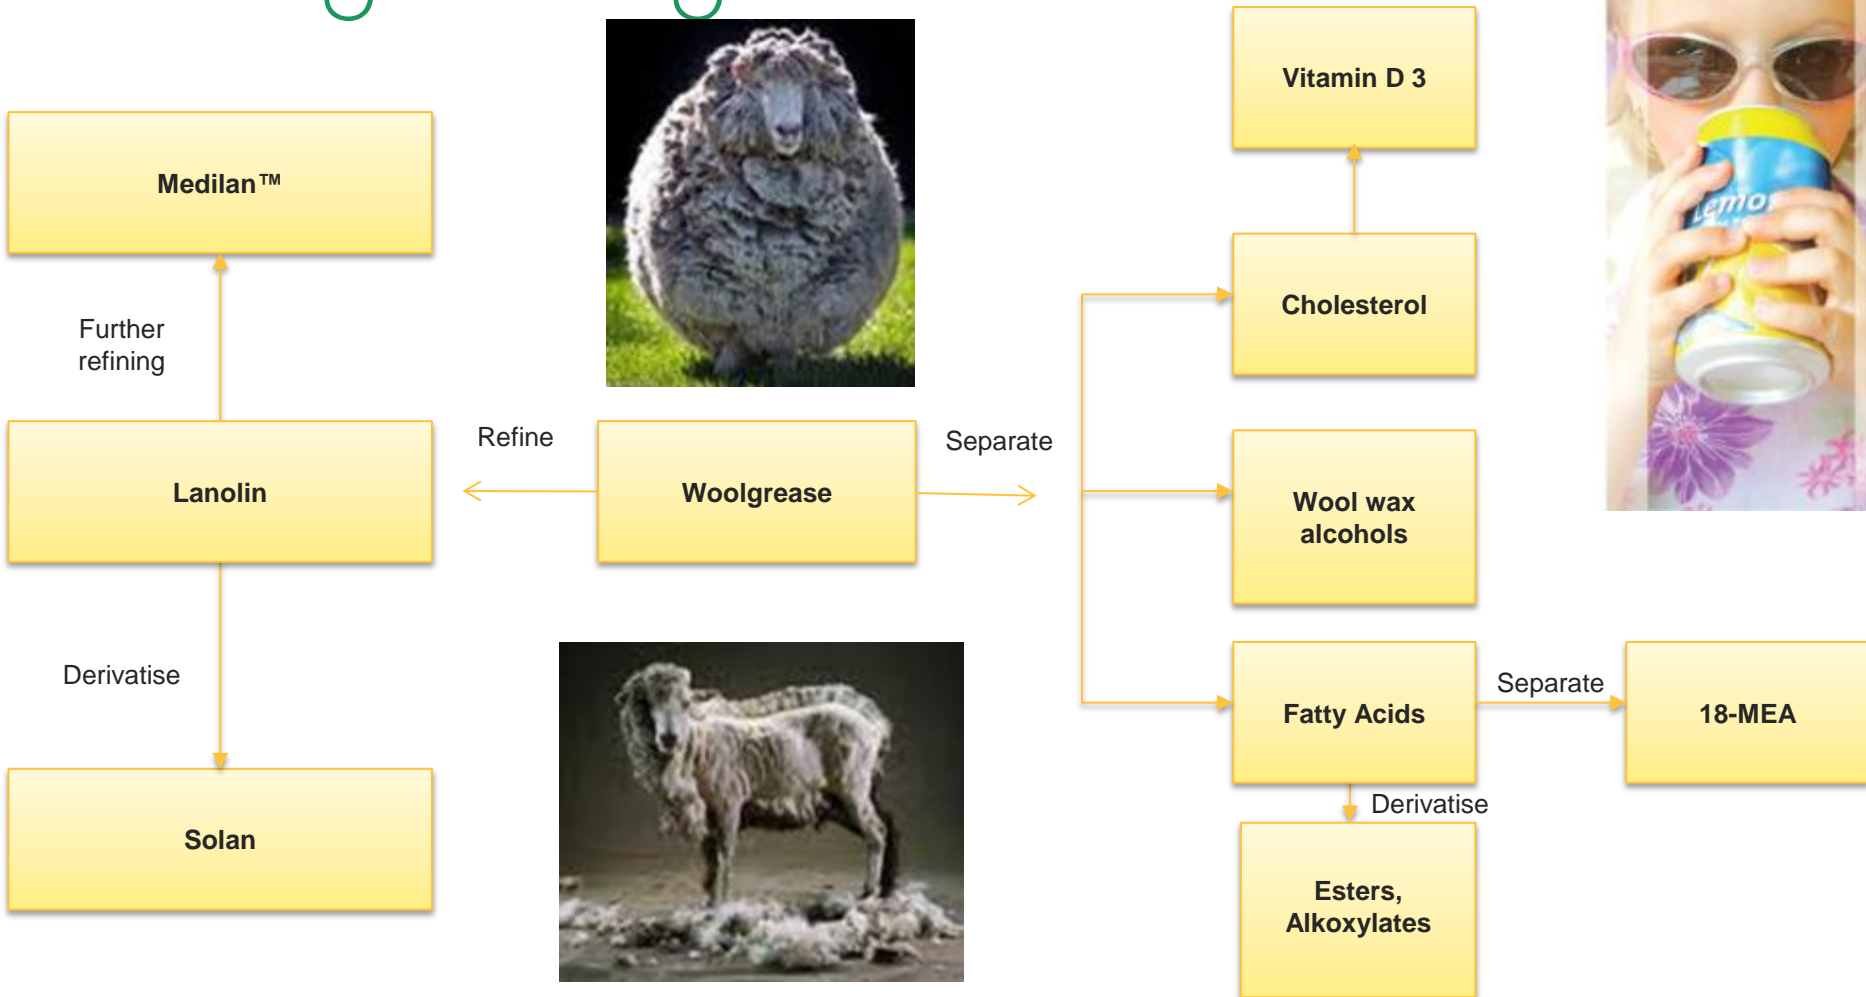 Vitamin D 3
Medilan™
Lemo
Further
refining
Cholesterol
Refine
Separate
Lanolin
Woolgrease
Wool wax
alcohols
Derivatise
Separate
Fatty Acids
18-MEA
Derivatise
Solan
Esters,
Alkoxylates